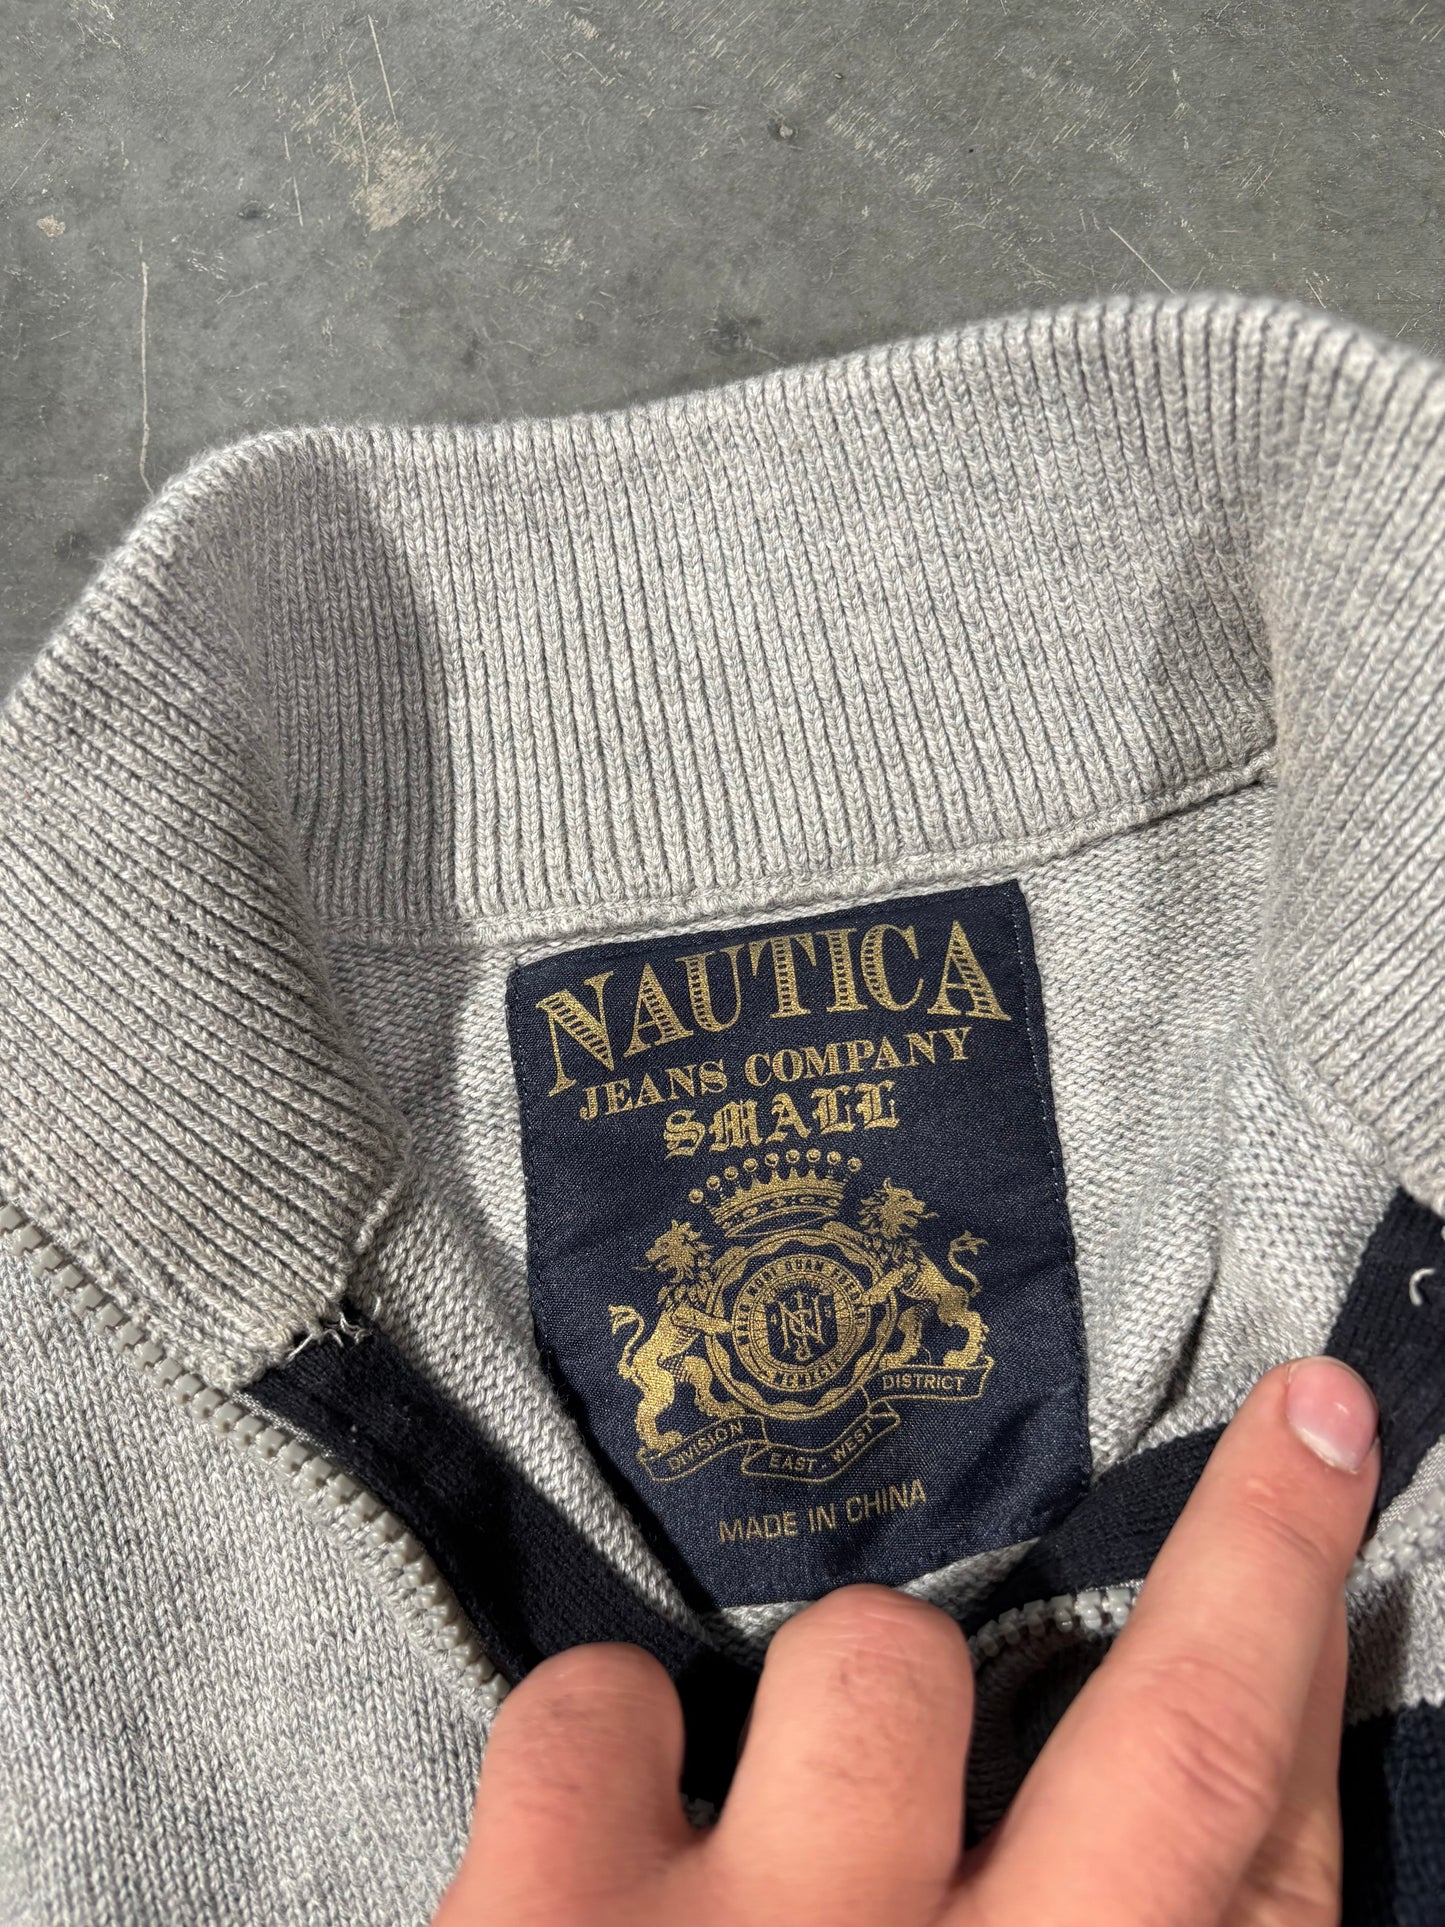 NAUTICA
JEANS COMPANY
SMALL
DIVISION EAST - WEST DISTRICT
MADE IN CHINA